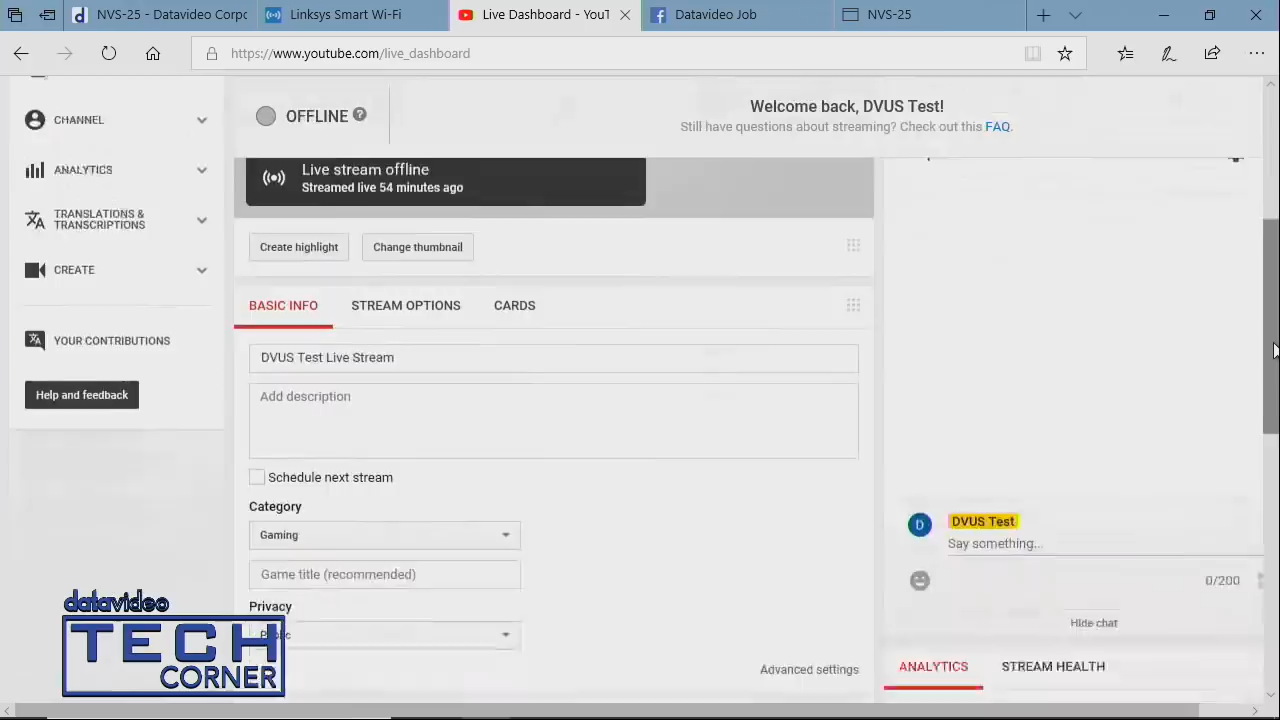 NVS-25 - Datavideo Corpo
Linksys Smart Wi-Fi
Live Dashboard - YouT
Datavideo Job
NVS-25
https://www.youtube.com/live_dashboard
CHANNEL
ANALYTICS
TRANSLATIONS &
TRANSCRIPTIONS
CREATE
YOUR CONTRIBUTIONS
Help and feedback
OFFLINE ?
Welcome back, DVUS Test!
Still have questions about streaming? Check out this FAQ.
Live stream offline
Streamed live 54 minutes ago
Create highlight
Change thumbnail
BASIC INFO
STREAM OPTIONS
CARDS
DVUS Test Live Stream
Add description
Schedule next stream
Category
Gaming
Game title (recommended)
Privacy
Public
Advanced settings
D
DVUS Test
Say something...
0/200
Hide chat
ANALYTICS
STREAM HEALTH
datavideo
TECH
CORNER